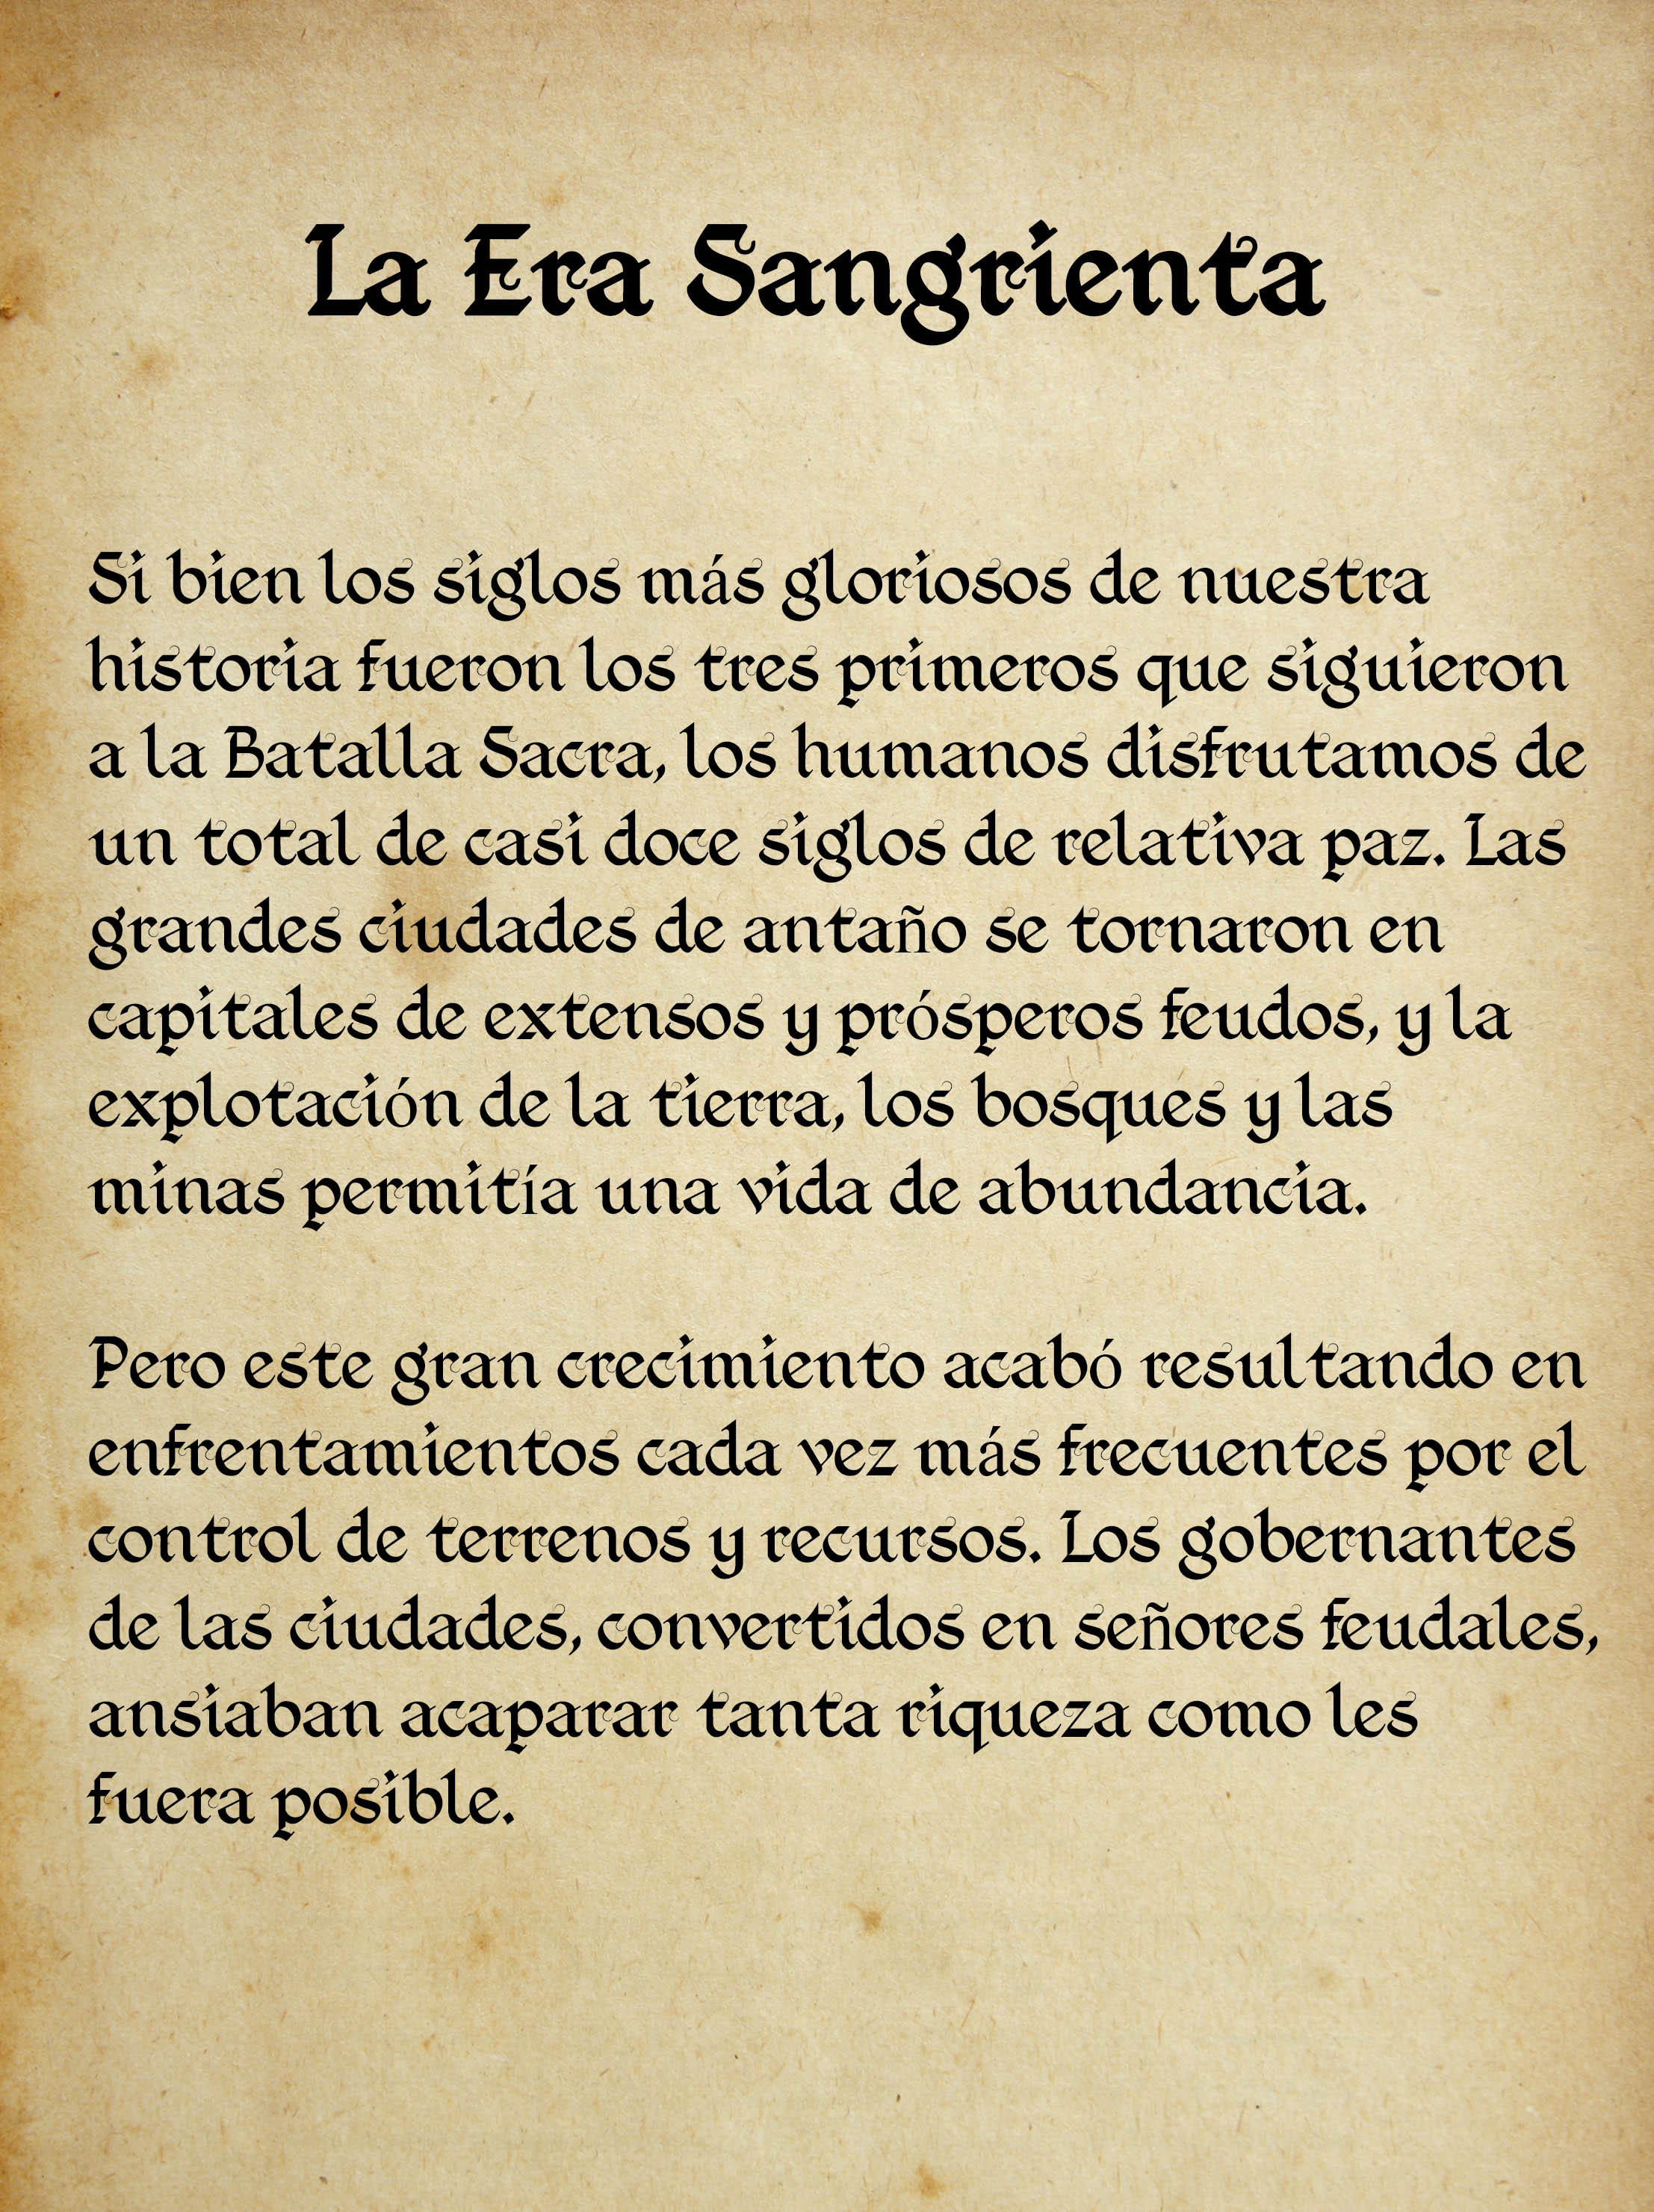 La Era Sangrienta
Si bien los siglos más gloriosos de nuestra
historia fueron los tres primeros que siguieron
a la Batalla Sacra, los humanos disfrutamos de
un total de casi doce siglos de relativa paz. Las
grandes ciudades de antaño se tornaron en
capitales de extensos y prósperos feudos, y la
explotación de la tierra, los bosques y las
minas permitía una vida de abundancia.
Pero este gran crecimiento acabó resultando en
enfrentamientos cada vez más frecuentes por el
control de terrenos y recursos. Los gobernantes
de las ciudades, convertidos en señores feudales,
ansiaban acaparar tanta riqueza como les
fuera posible.